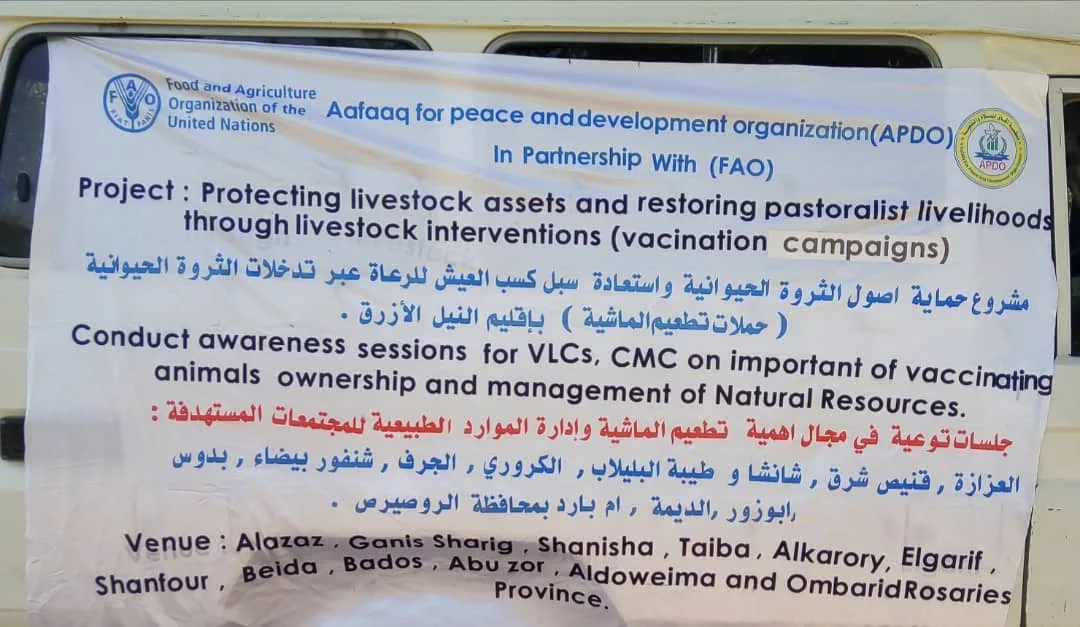 Food and Agriculture
Organization of the
United Nations
F A O
FIAT PANIS
Aafaaq for peace and development organization(APDO)
In Partnership With (FAO)
APDO
Project : Protecting livestock assets and restoring pastoralist livelihoods
through livestock interventions (vacination campaigns)
مشروع حماية اصول الثروة الحيوانية واستعادة سبل كسب العيش للرعاة عبر تدخلات الثروة الحيوانية
( حملات تطعيم الماشية ) بإقليم النيل الأزرق .
Conduct awareness sessions for VLCs, CMC on important of vaccinating
animals ownership and management of Natural Resources.
جلسات توعية في مجال اهمية تطعيم الماشية وإدارة الموارد الطبيعية للمجتمعات المستهدفة :
العزازة , قنيص شرق , شانشا و طيبة البليلاب , الكروري , الجرف , شنفور بيضاء , بدوس
,ابوزور ,الديمة , ام بارد بمحافظة الروصيرص .
Venue : Alazaz , Ganis Sharig , Shanisha , Taiba , Alkarory, Elgarif ,
Shanfour , Beida , Bados , Abu zor , Aldoweima and Ombarid Rosaries
Province.